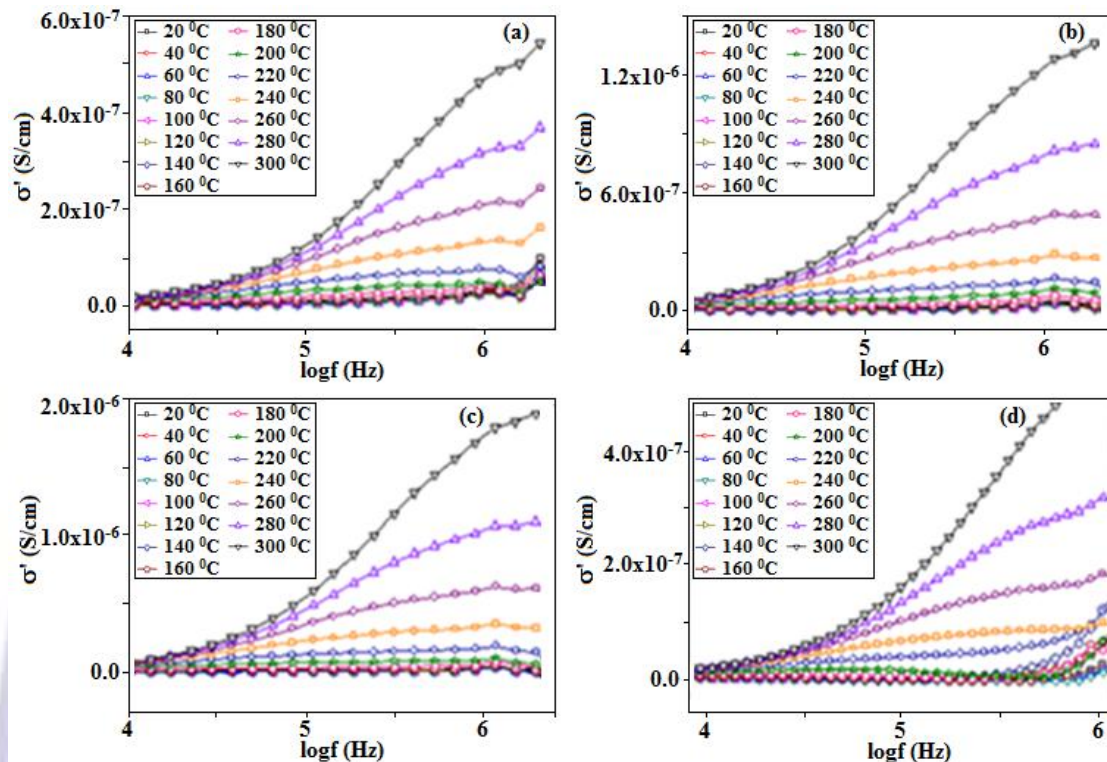 (a)
6.0x10⁻⁷
4.0x10⁻⁷
2.0x10⁻⁷
0.0
σ' (S/cm)
20 ⁰C 180 ⁰C
40 ⁰C 200 ⁰C
60 ⁰C 220 ⁰C
80 ⁰C 240 ⁰C
100 ⁰C 260 ⁰C
120 ⁰C 280 ⁰C
140 ⁰C 300 ⁰C
160 ⁰C
4 5 6
logf (Hz)
(b)
1.2x10⁻⁶
6.0x10⁻⁷
0.0
σ' (S/cm)
20 ⁰C 180 ⁰C
40 ⁰C 200 ⁰C
60 ⁰C 220 ⁰C
80 ⁰C 240 ⁰C
100 ⁰C 260 ⁰C
120 ⁰C 280 ⁰C
140 ⁰C 300 ⁰C
160 ⁰C
4 5 6
logf (Hz)
(c)
2.0x10⁻⁶
1.0x10⁻⁶
0.0
σ' (S/cm)
20 ⁰C 180 ⁰C
40 ⁰C 200 ⁰C
60 ⁰C 220 ⁰C
80 ⁰C 240 ⁰C
100 ⁰C 260 ⁰C
120 ⁰C 280 ⁰C
140 ⁰C 300 ⁰C
160 ⁰C
4 5 6
logf (Hz)
(d)
4.0x10⁻⁷
2.0x10⁻⁷
0.0
σ' (S/cm)
20 ⁰C 180 ⁰C
40 ⁰C 200 ⁰C
60 ⁰C 220 ⁰C
80 ⁰C 240 ⁰C
100 ⁰C 260 ⁰C
120 ⁰C 280 ⁰C
140 ⁰C 300 ⁰C
160 ⁰C
4 5 6
logf (Hz)